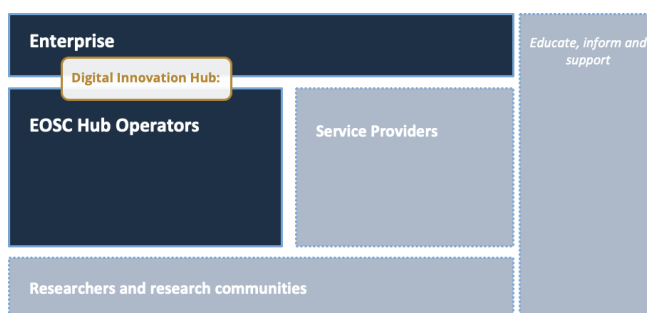 Enterprise
Educate, inform and
support
Digital Innovation Hub:
EOSC Hub Operators
Service Providers
Researchers and research communities